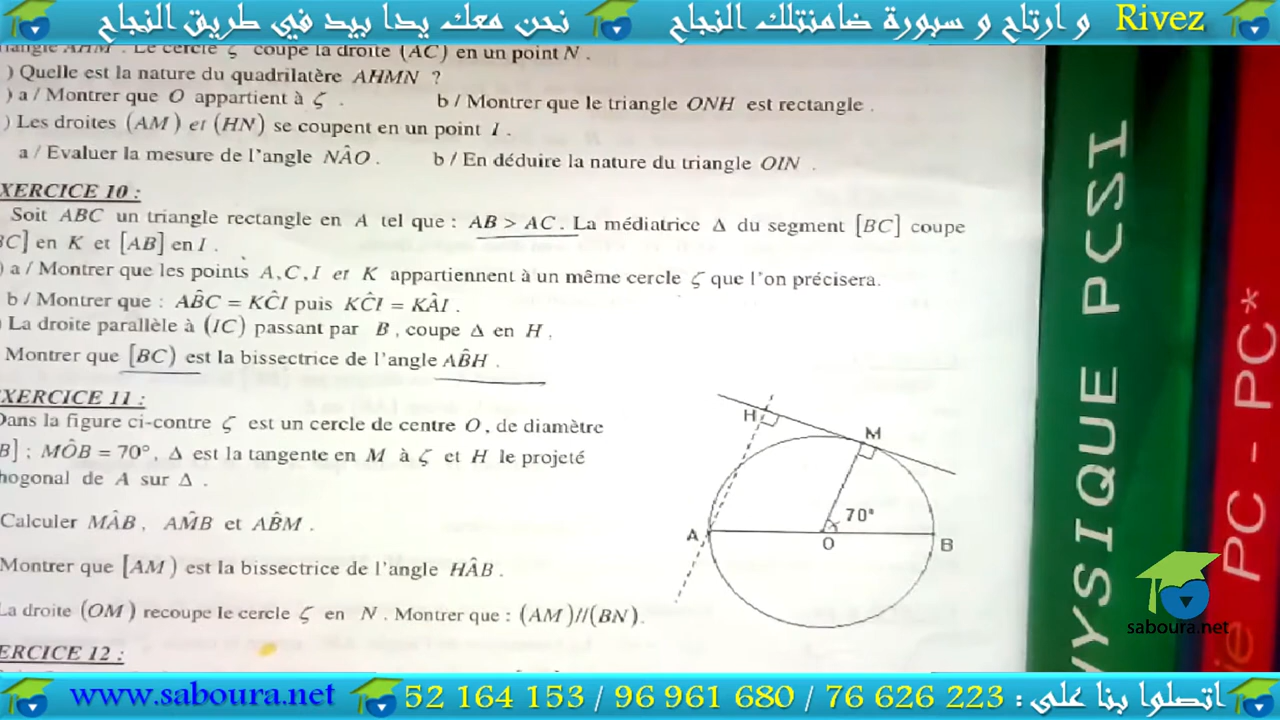 نحن معك يدا بيد في طريق النجاح و ارتاح و سبورة ضامنتلك النجاح Rivez
triangle AHM . Le cercle ζ coupe la droite (AC) en un point N .
) Quelle est la nature du quadrilatère AHMN ?
) a / Montrer que O appartient à ζ . b / Montrer que le triangle ONH est rectangle .
) Les droites (AM) et (HN) se coupent en un point I .
a / Evaluer la mesure de l'angle NÂO . b / En déduire la nature du triangle OIN .
XERCICE 10 :
Soit ABC un triangle rectangle en A tel que : AB > AC . La médiatrice Δ du segment [BC] coupe
BC] en K et [AB] en I .
) a / Montrer que les points A, C, I et K appartiennent à un même cercle ζ que l'on précisera.
b / Montrer que : AB̂C = KĈI puis KĈI = KÂI .
) La droite parallèle à (IC) passant par B , coupe Δ en H .
Montrer que [BC) est la bissectrice de l'angle AB̂H .
XERCICE 11 :
Dans la figure ci-contre ζ est un cercle de centre O , de diamètre
B] ; MÔB = 70° , Δ est la tangente en M à ζ et H le projeté
hogonal de A sur Δ .
Calculer MÂB , AM̂B et AB̂M .
Montrer que [AM) est la bissectrice de l'angle HÂB .
La droite (OM) recoupe le cercle ζ en N . Montrer que : (AM)//(BN).
ERCICE 12 :
H
M
70°
A
O
B
PHYSIQUE PCSI
PC - PC*
ie
saboura.net
www.saboura.net 52 164 153 / 96 961 680 / 76 626 223 : اتصلوا بنا على